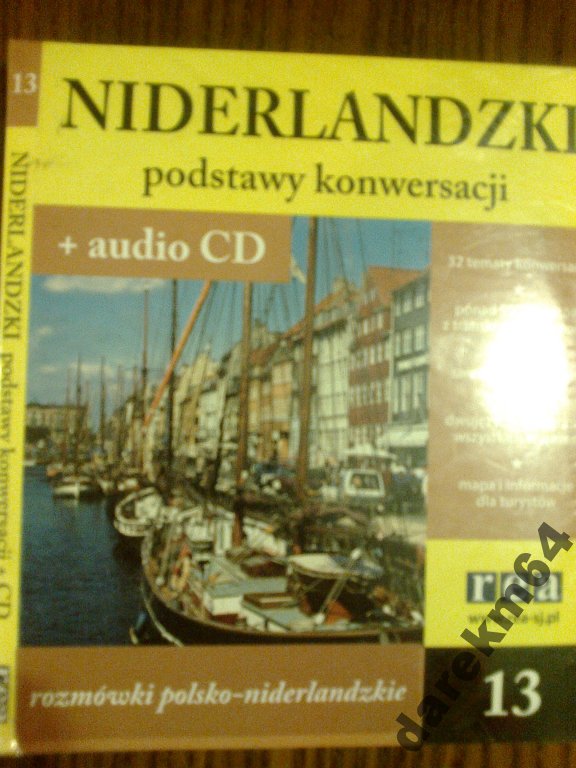 13
NIDERLANDZKI
podstawy konwersacji
+ audio CD
NIDERLANDZKI podstawy konwersacji + CD
32 tematy
mapa i informacje
dla turystów
rea
rozmówki polsko-niderlandzkie
13
darekm64